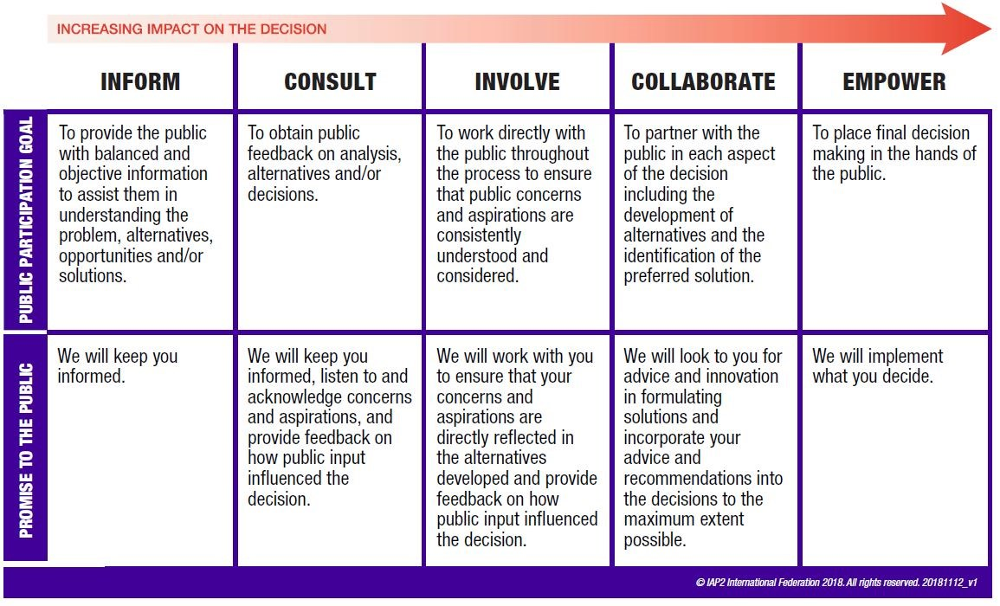 INCREASING IMPACT ON THE DECISION
INFORM
CONSULT
INVOLVE
COLLABORATE
EMPOWER
PUBLIC PARTICIPATION GOAL
To provide the public
with balanced and
objective information
to assist them in
understanding the
problem, alternatives,
opportunities and/or
solutions.
To obtain public
feedback on analysis,
alternatives and/or
decisions.
To work directly with
the public throughout
the process to ensure
that public concerns
and aspirations are
consistently
understood and
considered.
To partner with the
public in each aspect
of the decision
including the
development of
alternatives and the
identification of the
preferred solution.
To place final decision
making in the hands of
the public.
PROMISE TO THE PUBLIC
We will keep you
informed.
We will keep you
informed, listen to and
acknowledge concerns
and aspirations, and
provide feedback on
how public input
influenced the
decision.
We will work with you
to ensure that your
concerns and
aspirations are
directly reflected in
the alternatives
developed and provide
feedback on how
public input influenced
the decision.
We will look to you for
advice and innovation
in formulating
solutions and
incorporate your
advice and
recommendations into
the decisions to the
maximum extent
possible.
We will implement
what you decide.
© IAP2 International Federation 2018. All rights reserved. 20181112_v1